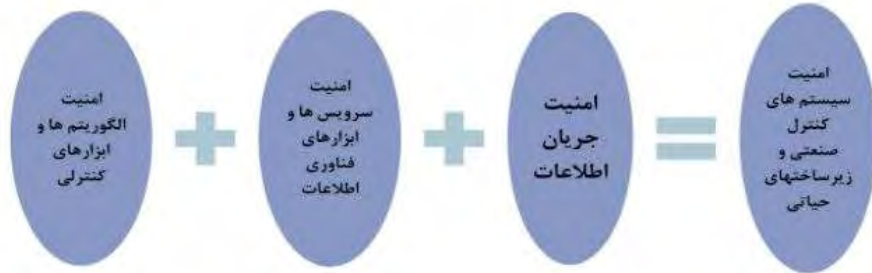 امنیت
الگوریتم ها و
ابزارهای
کنترلی
+
امنیت
سرویس ها و
ابزارهای
فناوری
اطلاعات
+
امنیت
جریان
اطلاعات
=
امنیت
سیستم های
کنترل
صنعتی و
زیرساختهای
حیاتی